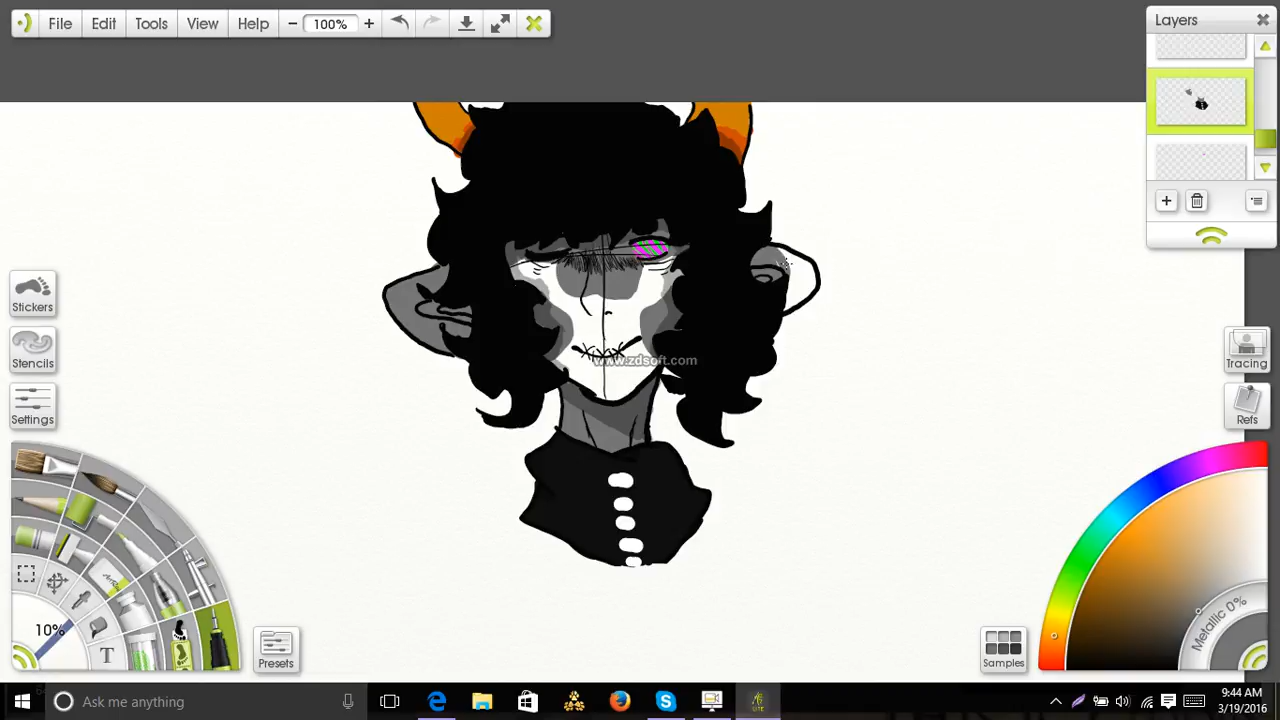 File Edit Tools View Help − 100% +
Layers
www.zdsoft.com
Stickers
Stencils
Settings
Tracing
Refs
10%
T
Presets
Samples
Metallic 0%
Ask me anything
9:44 AM
3/19/2016